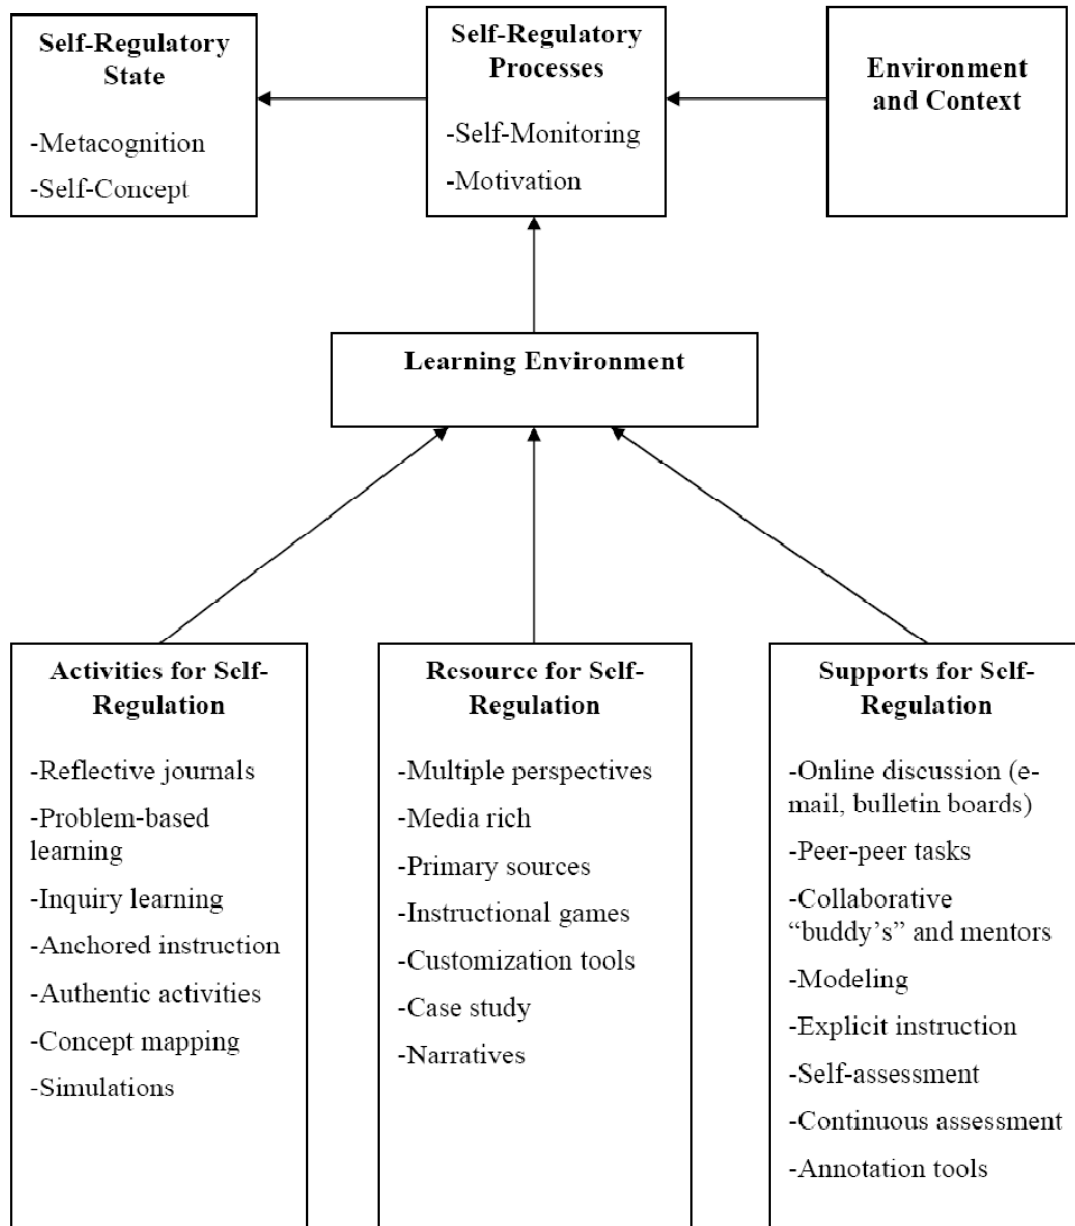 Self-Regulatory
State
-Metacognition
-Self-Concept
Self-Regulatory
Processes
-Self-Monitoring
-Motivation
Environment
and Context
Learning Environment
Activities for Self-
Regulation
-Reflective journals
-Problem-based
learning
-Inquiry learning
-Anchored instruction
-Authentic activities
-Concept mapping
-Simulations
Resource for Self-
Regulation
-Multiple perspectives
-Media rich
-Primary sources
-Instructional games
-Customization tools
-Case study
-Narratives
Supports for Self-
Regulation
-Online discussion (e-
mail, bulletin boards)
-Peer-peer tasks
-Collaborative
“buddy’s” and mentors
-Modeling
-Explicit instruction
-Self-assessment
-Continuous assessment
-Annotation tools